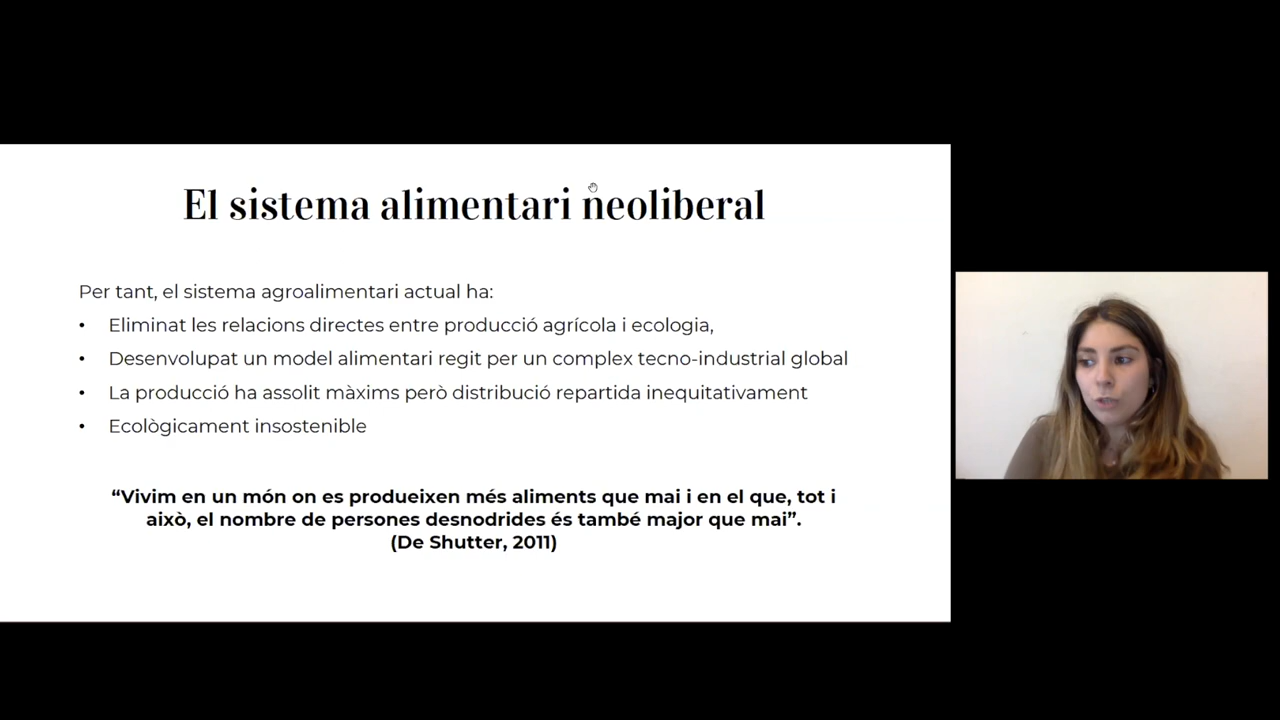 El sistema alimentari neoliberal
Per tant, el sistema agroalimentari actual ha:
• Eliminat les relacions directes entre producció agrícola i ecologia,
• Desenvolupat un model alimentari regit per un complex tecno-industrial global
• La producció ha assolit màxims però distribució repartida inequitativament
• Ecològicament insostenible
“Vivim en un món on es produeixen més aliments que mai i en el que, tot i
això, el nombre de persones desnodrides és també major que mai”.
(De Shutter, 2011)